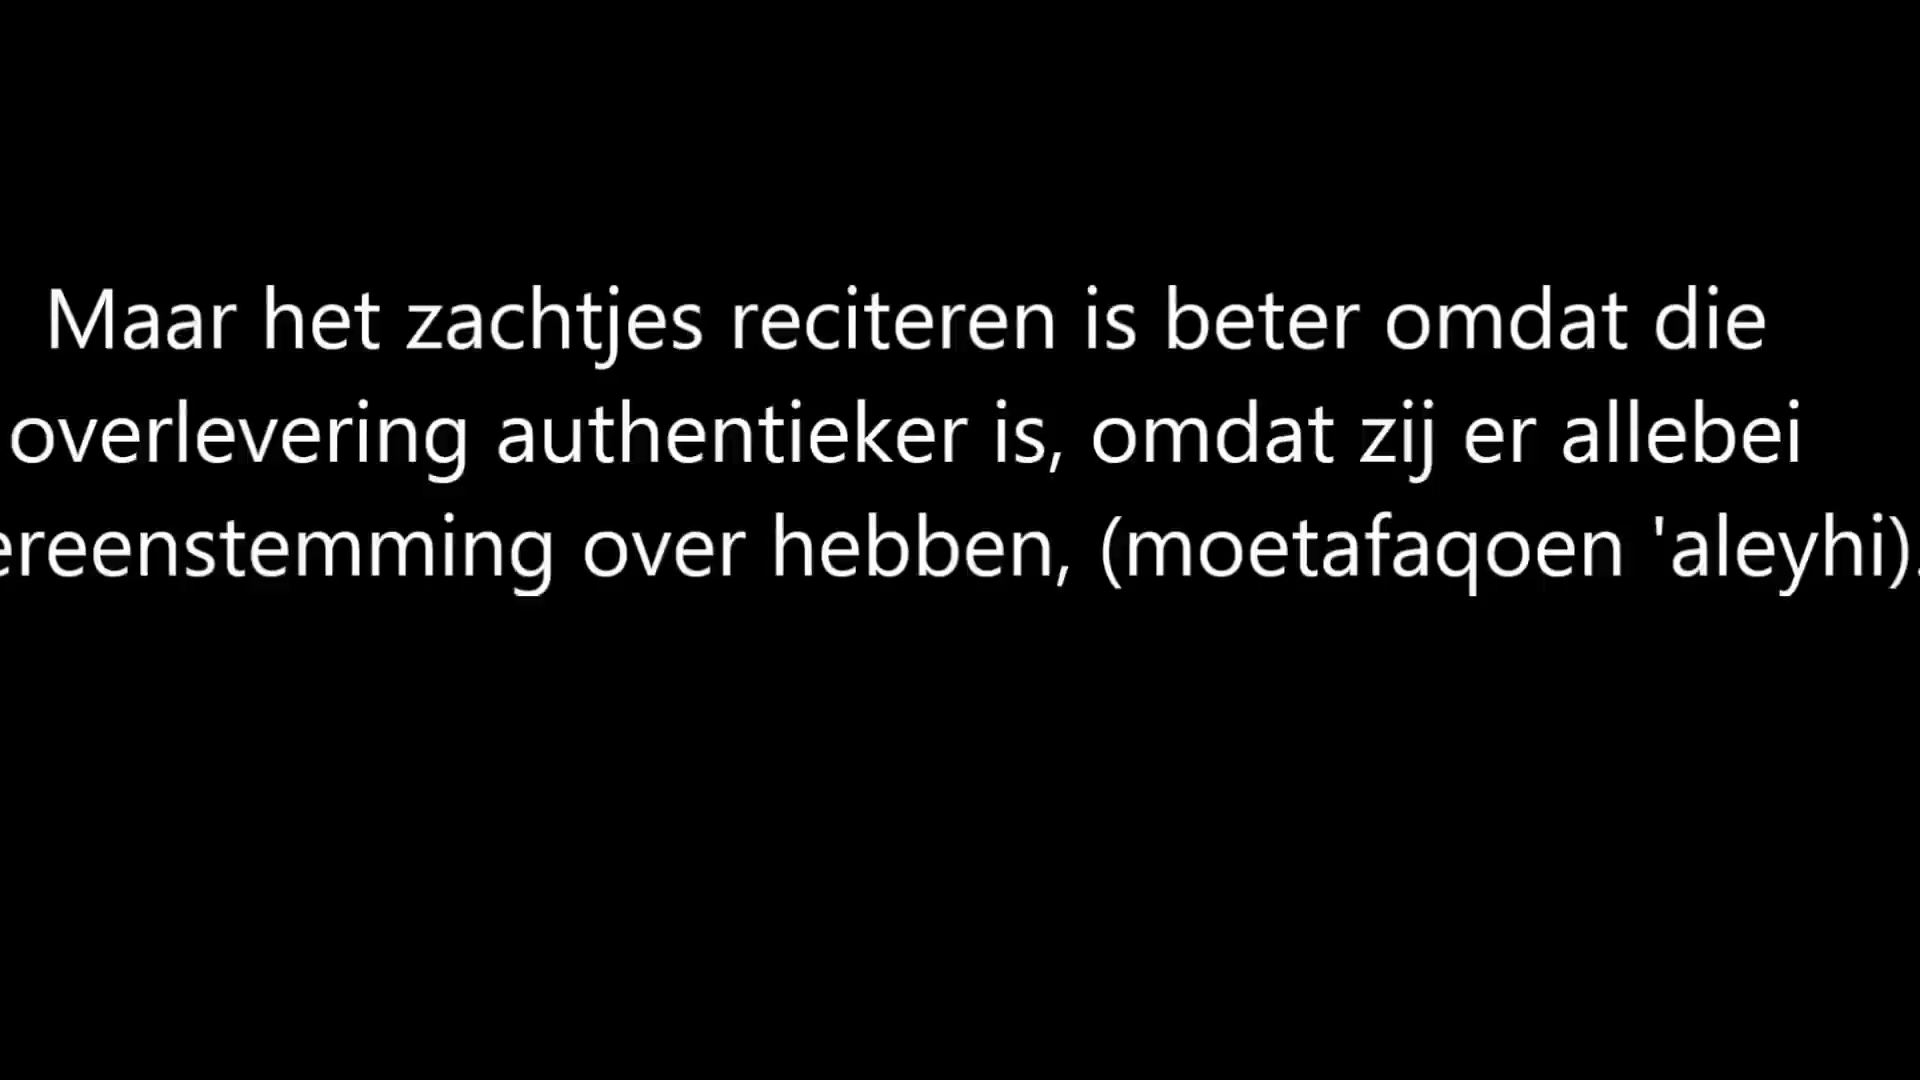 Maar het zachtjes reciteren is beter omdat die
overlevering authentieker is, omdat zij er allebei
ereenstemming over hebben, (moetafaqoen 'aleyhi).